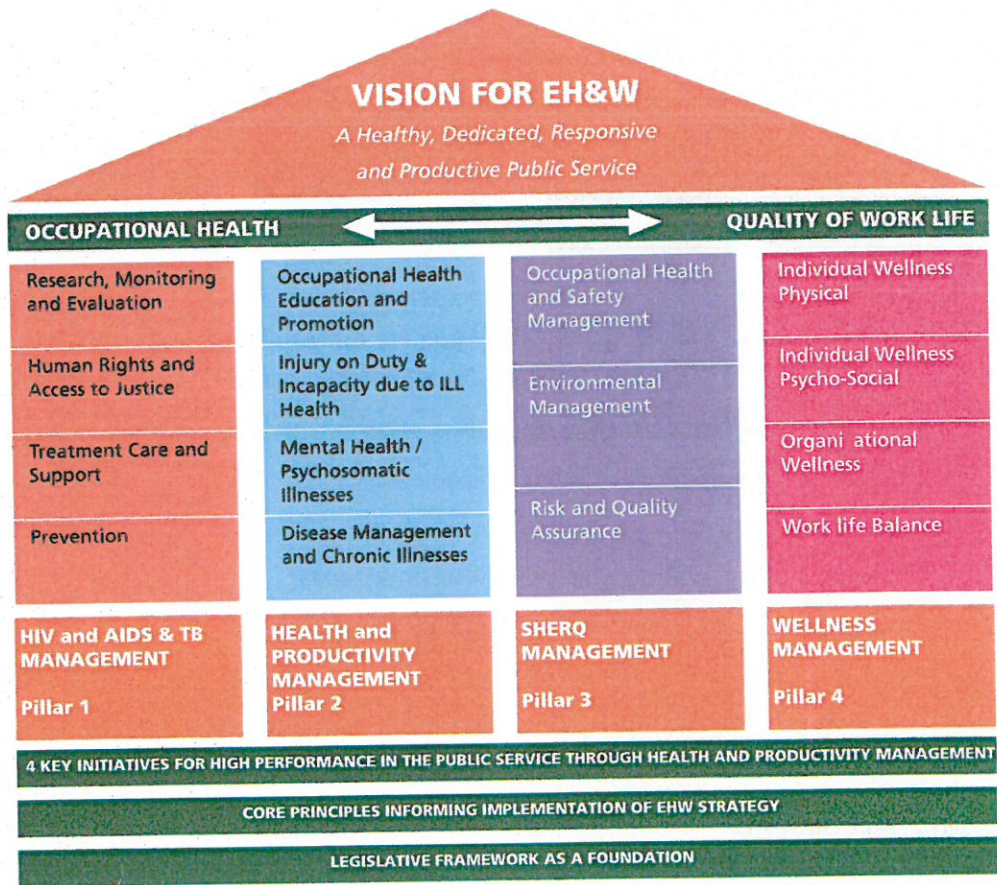 VISION FOR EH&W
A Healthy, Dedicated, Responsive
and Productive Public Service
OCCUPATIONAL HEALTH
QUALITY OF WORK LIFE
Research, Monitoring
and Evaluation
Human Rights and
Access to Justice
Treatment Care and
Support
Prevention
HIV and AIDS & TB
MANAGEMENT
Pillar 1
Occupational Health
Education and
Promotion
Injury on Duty &
Incapacity due to ILL
Health
Mental Health /
Psychosomatic
Illnesses
Disease Management
and Chronic Illnesses
HEALTH and
PRODUCTIVITY
MANAGEMENT
Pillar 2
Occupational Health
and Safety
Management
Environmental
Management
Risk and Quality
Assurance
SHERQ
MANAGEMENT
Pillar 3
Individual Wellness
Physical
Individual Wellness
Psycho-Social
Organi ational
Wellness
Work life Balance
WELLNESS
MANAGEMENT
Pillar 4
4 KEY INITIATIVES FOR HIGH PERFORMANCE IN THE PUBLIC SERVICE THROUGH HEALTH AND PRODUCTIVITY MANAGEMENT
CORE PRINCIPLES INFORMING IMPLEMENTATION OF EHW STRATEGY
LEGISLATIVE FRAMEWORK AS A FOUNDATION